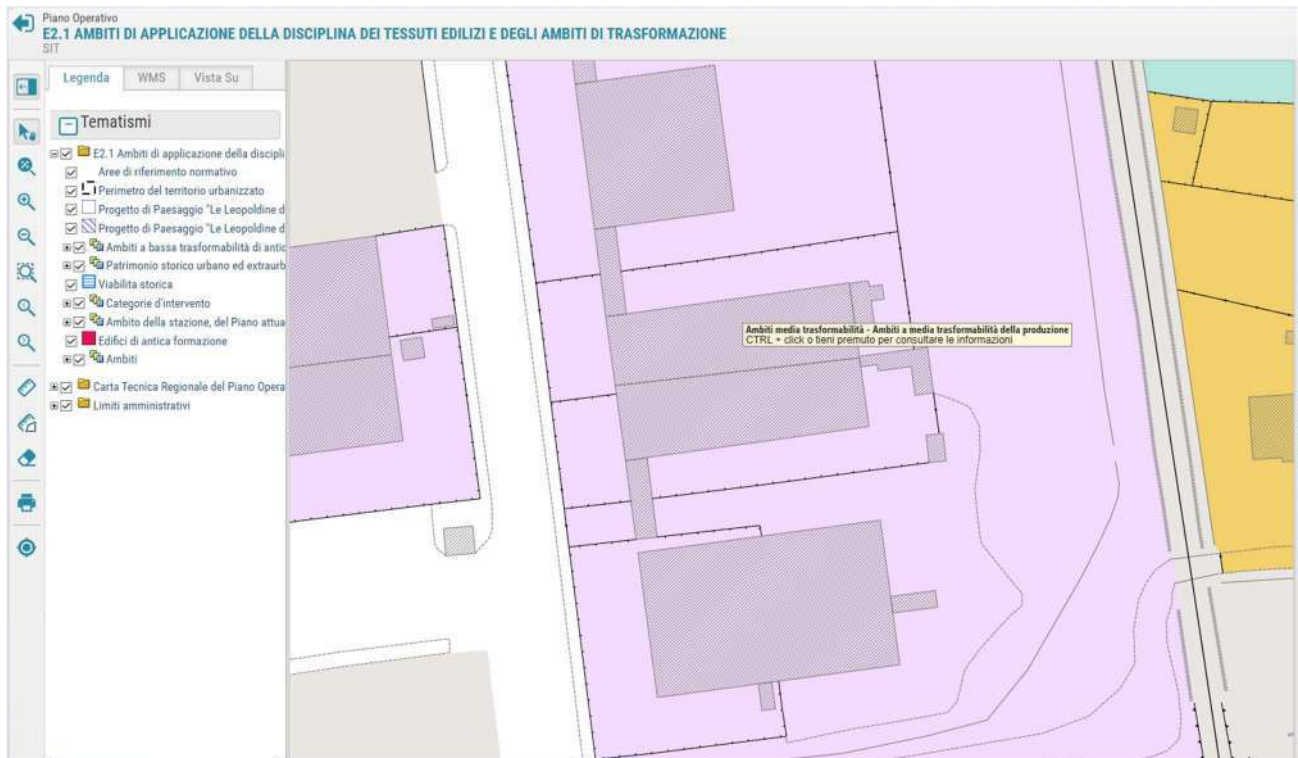 Piano Operativo
E2.1 AMBITI DI APPLICAZIONE DELLA DISCIPLINA DEI TESSUTI EDILIZI E DEGLI AMBITI DI TRASFORMAZIONE
SIT
Legenda WMS Vista Su
Tematismi
E2.1 Ambiti di applicazione della discipli
Aree di riferimento normativo
Perimetro del territorio urbanizzato
Progetto di Paesaggio "Le Leopoldine d
Progetto di Paesaggio "Le Leopoldine d
Ambiti a bassa trasformabilità di antic
Patrimonio storico urbano ed extraurb
Viabilita storica
Categorie d'intervento
Ambito della stazione, del Piano attua
Edifici di antica formazione
Ambiti
Carta Tecnica Regionale del Piano Opera
Limiti amministrativi
Ambiti media trasformabilità - Ambiti a media trasformabilità della produzione
CTRL + click o tieni premuto per consultare le informazioni